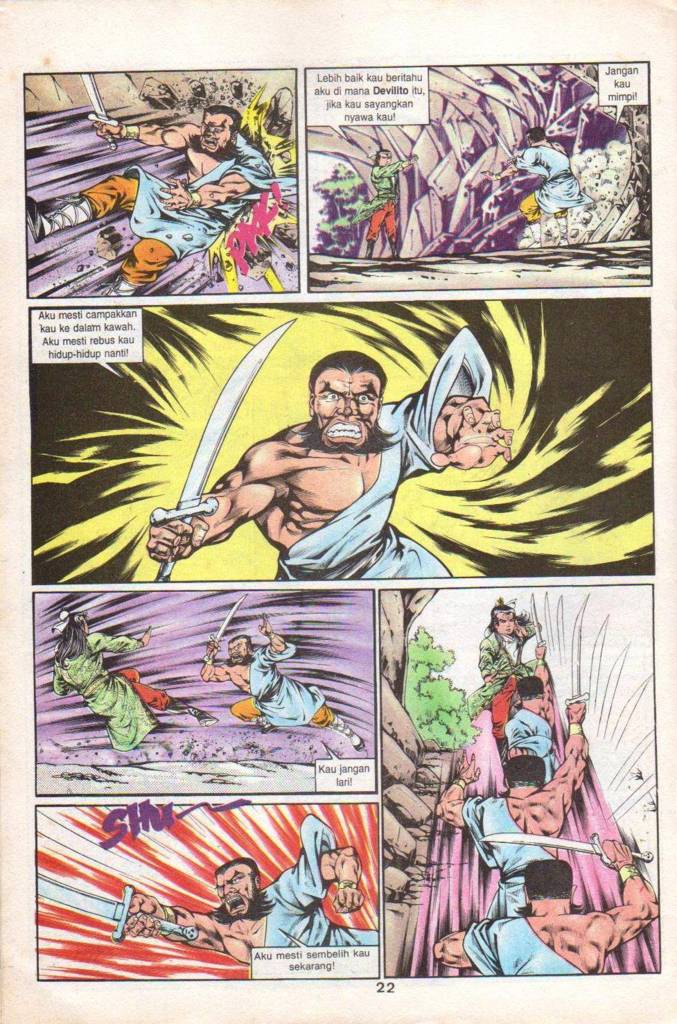 PAK!
Lebih baik kau beritahu
aku di mana Devilito itu,
jika kau sayangkan
nyawa kau!
Jangan
kau
mimpi!
Aku mesti campakkan
kau ke dalam kawah.
Aku mesti rebus kau
hidup-hidup nanti!
Kau jangan
lari!
SHU
Aku mesti sembelih kau
sekarang!
22